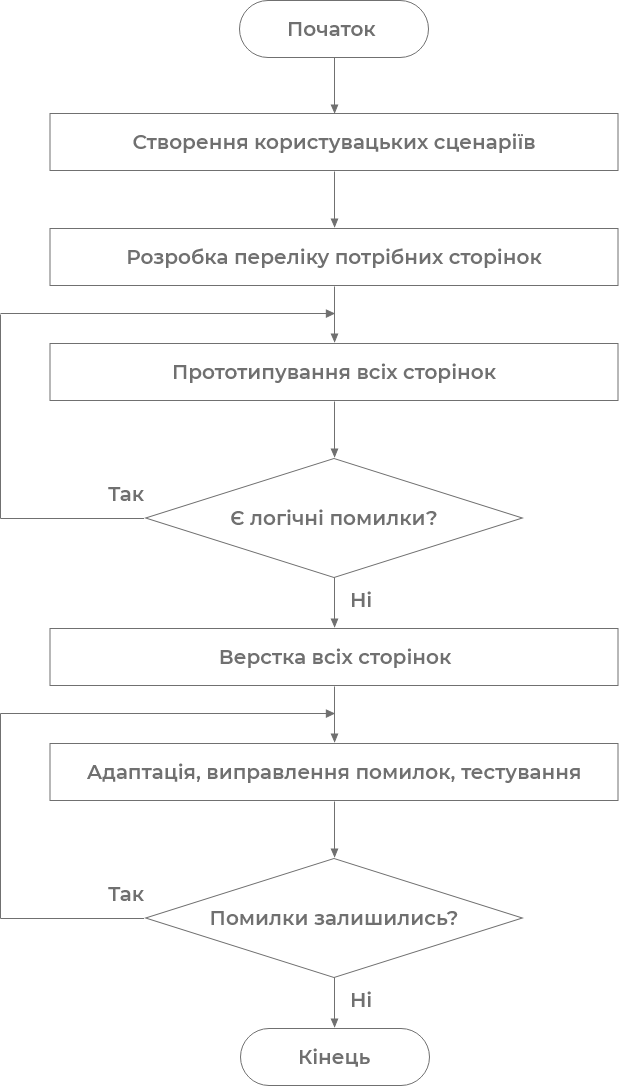 Початок
Створення користувацьких сценаріїв
Розробка переліку потрібних сторінок
Прототипування всіх сторінок
Так
Є логічні помилки?
Ні
Верстка всіх сторінок
Адаптація, виправлення помилок, тестування
Так
Помилки залишились?
Ні
Кінець